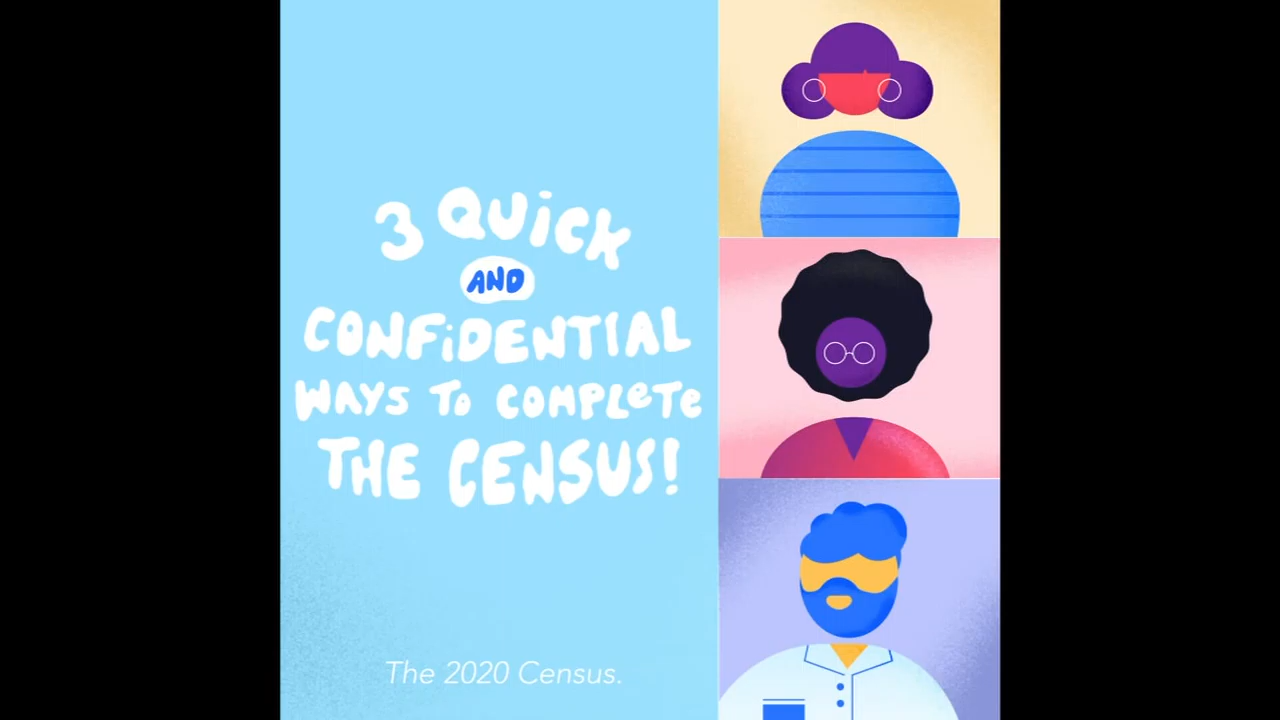 3 QUiCK
AND
CONFiDENTIAL
WAYS To COMPLeTe
THE CENSUS!
The 2020 Census.